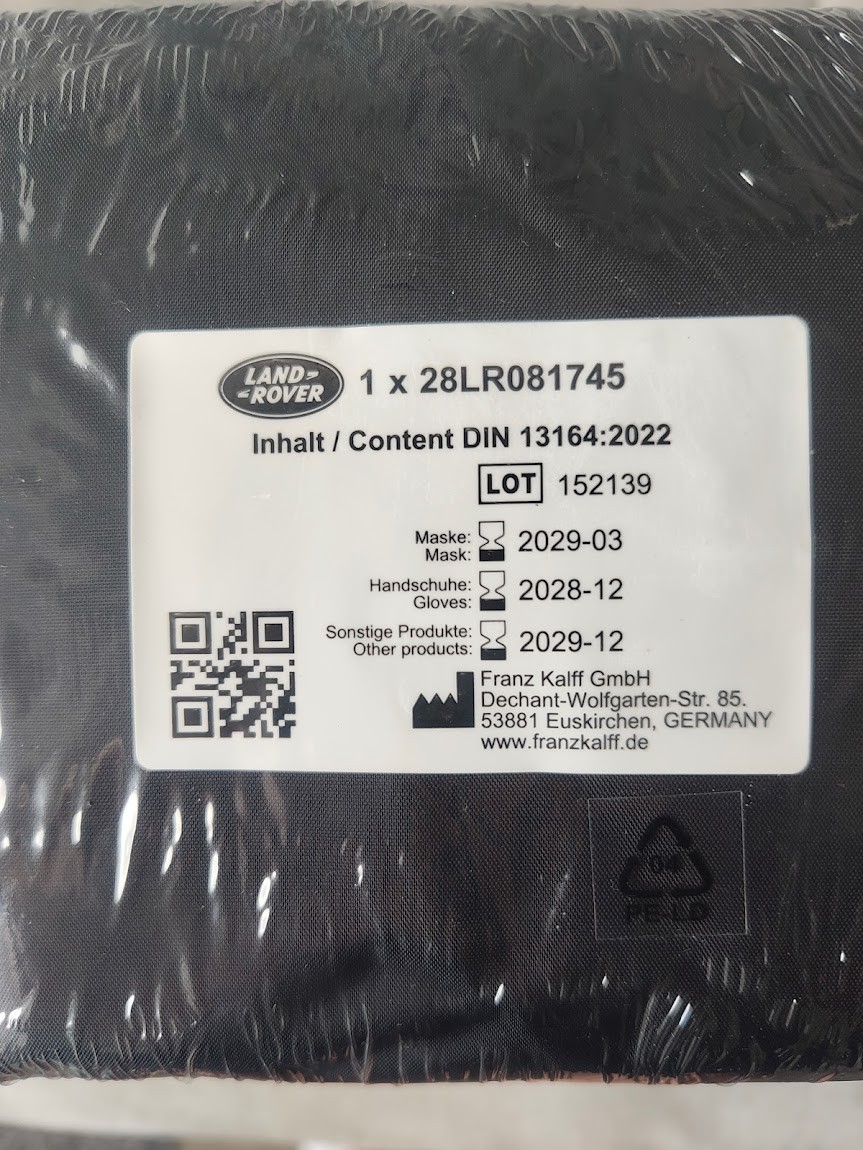 LAND-
-ROVER
1 x 28LR081745
Inhalt / Content DIN 13164:2022
LOT 152139
Maske:
Mask:
2029-03
Handschuhe:
Gloves:
2028-12
Sonstige Produkte:
Other products:
2029-12
Franz Kalff GmbH
Dechant-Wolfgarten-Str. 85.
53881 Euskirchen, GERMANY
www.franzkalff.de
04
PE-LD